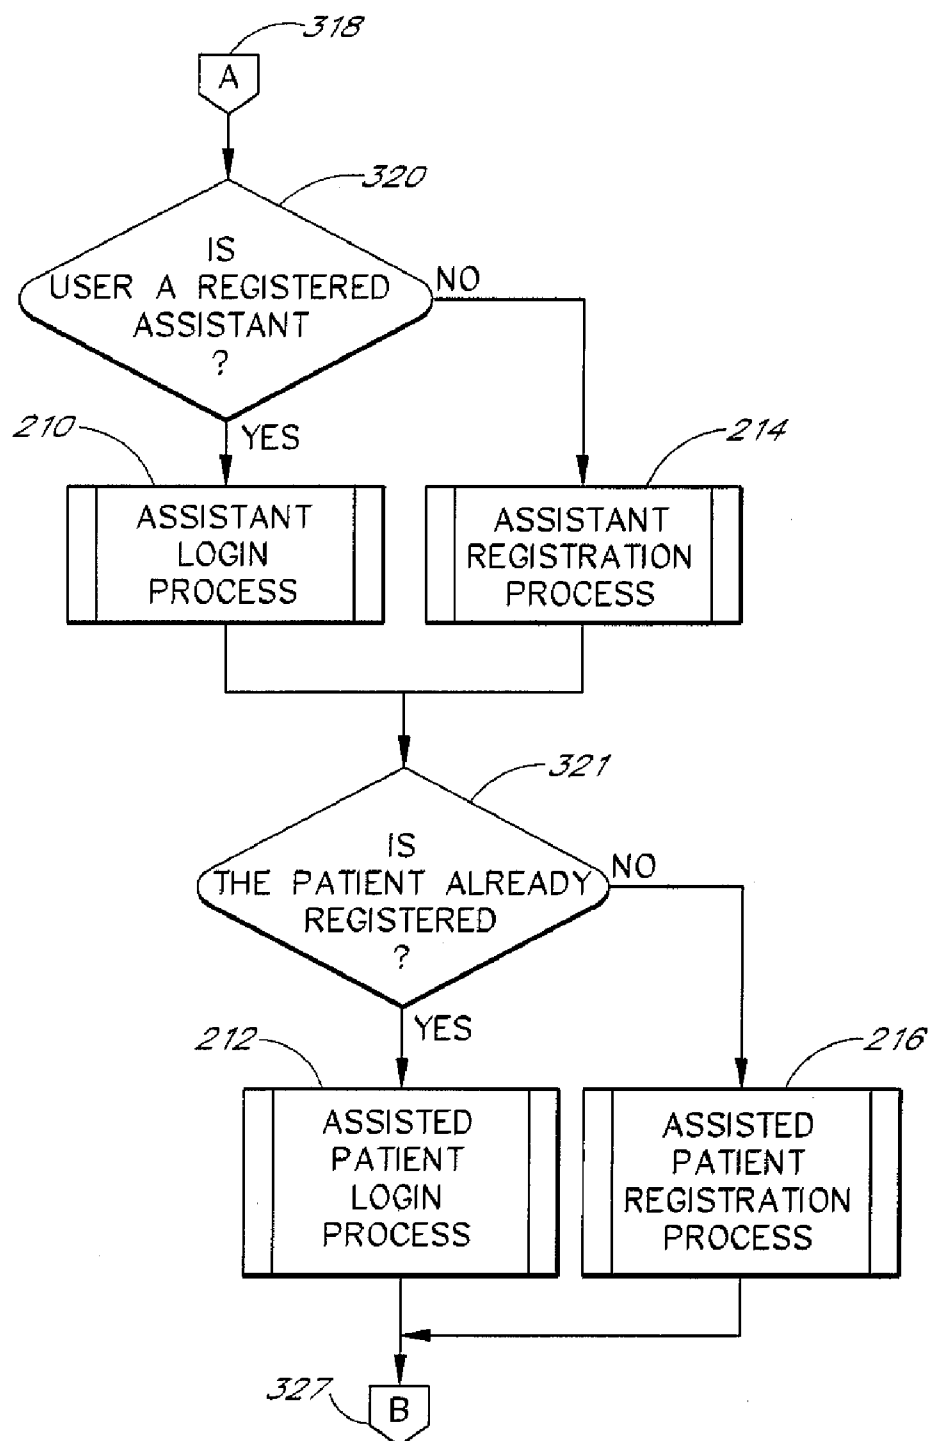 318
A
320
IS
USER A REGISTERED
ASSISTANT
?
NO
YES
210
214
ASSISTANT
LOGIN
PROCESS
ASSISTANT
REGISTRATION
PROCESS
321
IS
THE PATIENT ALREADY
REGISTERED
?
NO
YES
212
216
ASSISTED
PATIENT
LOGIN
PROCESS
ASSISTED
PATIENT
REGISTRATION
PROCESS
327
B